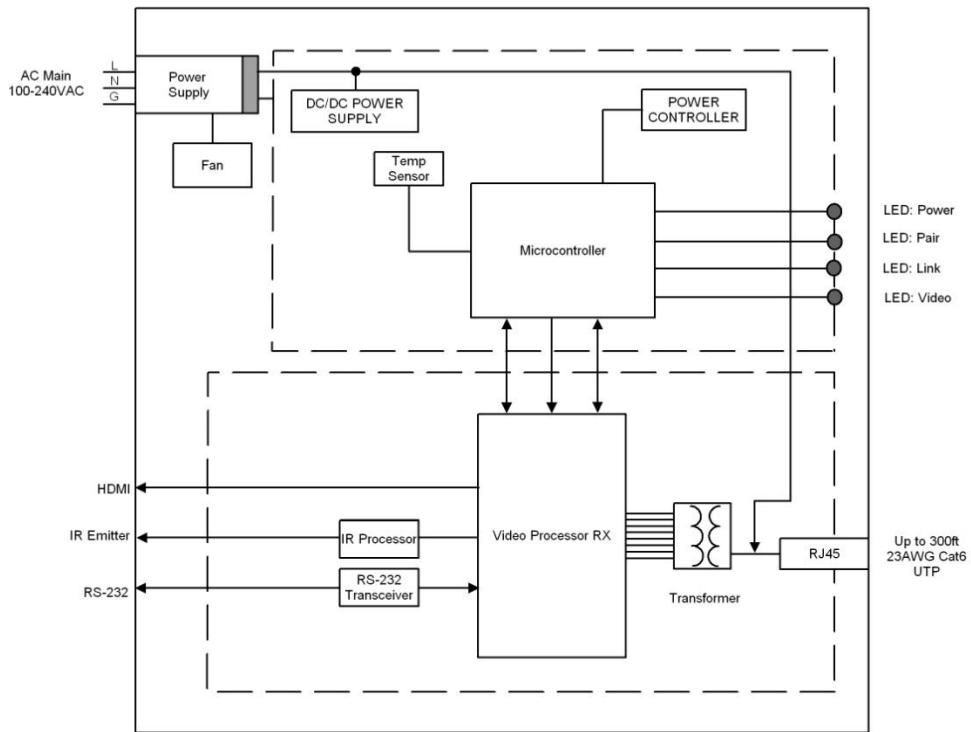 AC Main
100-240VAC
L
N
G
Power
Supply
Fan
DC/DC POWER
SUPPLY
POWER
CONTROLLER
Temp
Sensor
Microcontroller
LED: Power
LED: Pair
LED: Link
LED: Video
HDMI
IR Emitter
RS-232
IR Processor
RS-232
Transceiver
Video Processor RX
Transformer
RJ45
Up to 300ft
23AWG Cat6
UTP